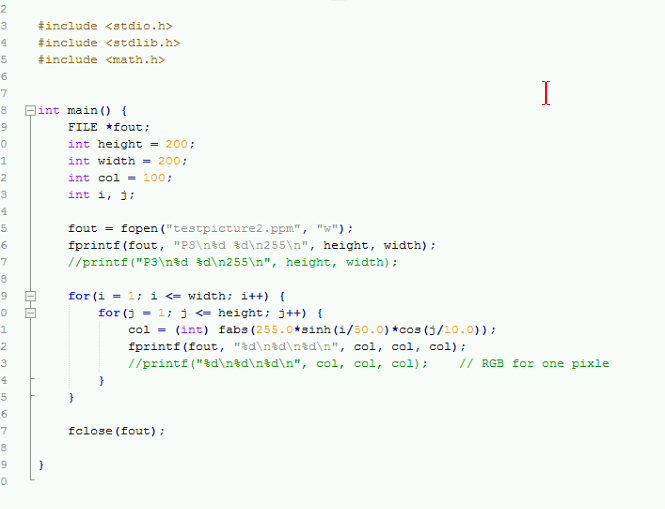 2
3 #include <stdio.h>
4 #include <stdlib.h>
5 #include <math.h>
6
7
8 int main() {
9 FILE *fout;
0 int height = 200;
1 int width = 200;
2 int col = 100;
3 int i, j;
4
5 fout = fopen("testpicture2.ppm", "w");
6 fprintf(fout, "P3\n%d %d\n255\n", height, width);
7 //printf("P3\n%d %d\n255\n", height, width);
8
9 for(i = 1; i <= width; i++) {
0 for(j = 1; j <= height; j++) {
1 col = (int) fabs(255.0*sinh(i/50.0)*cos(j/10.0));
2 fprintf(fout, "%d\n%d\n%d\n", col, col, col);
3 //printf("%d\n%d\n%d\n", col, col, col); // RGB for one pixle
4 }
5 }
6
7 fclose(fout);
8
9 }
0